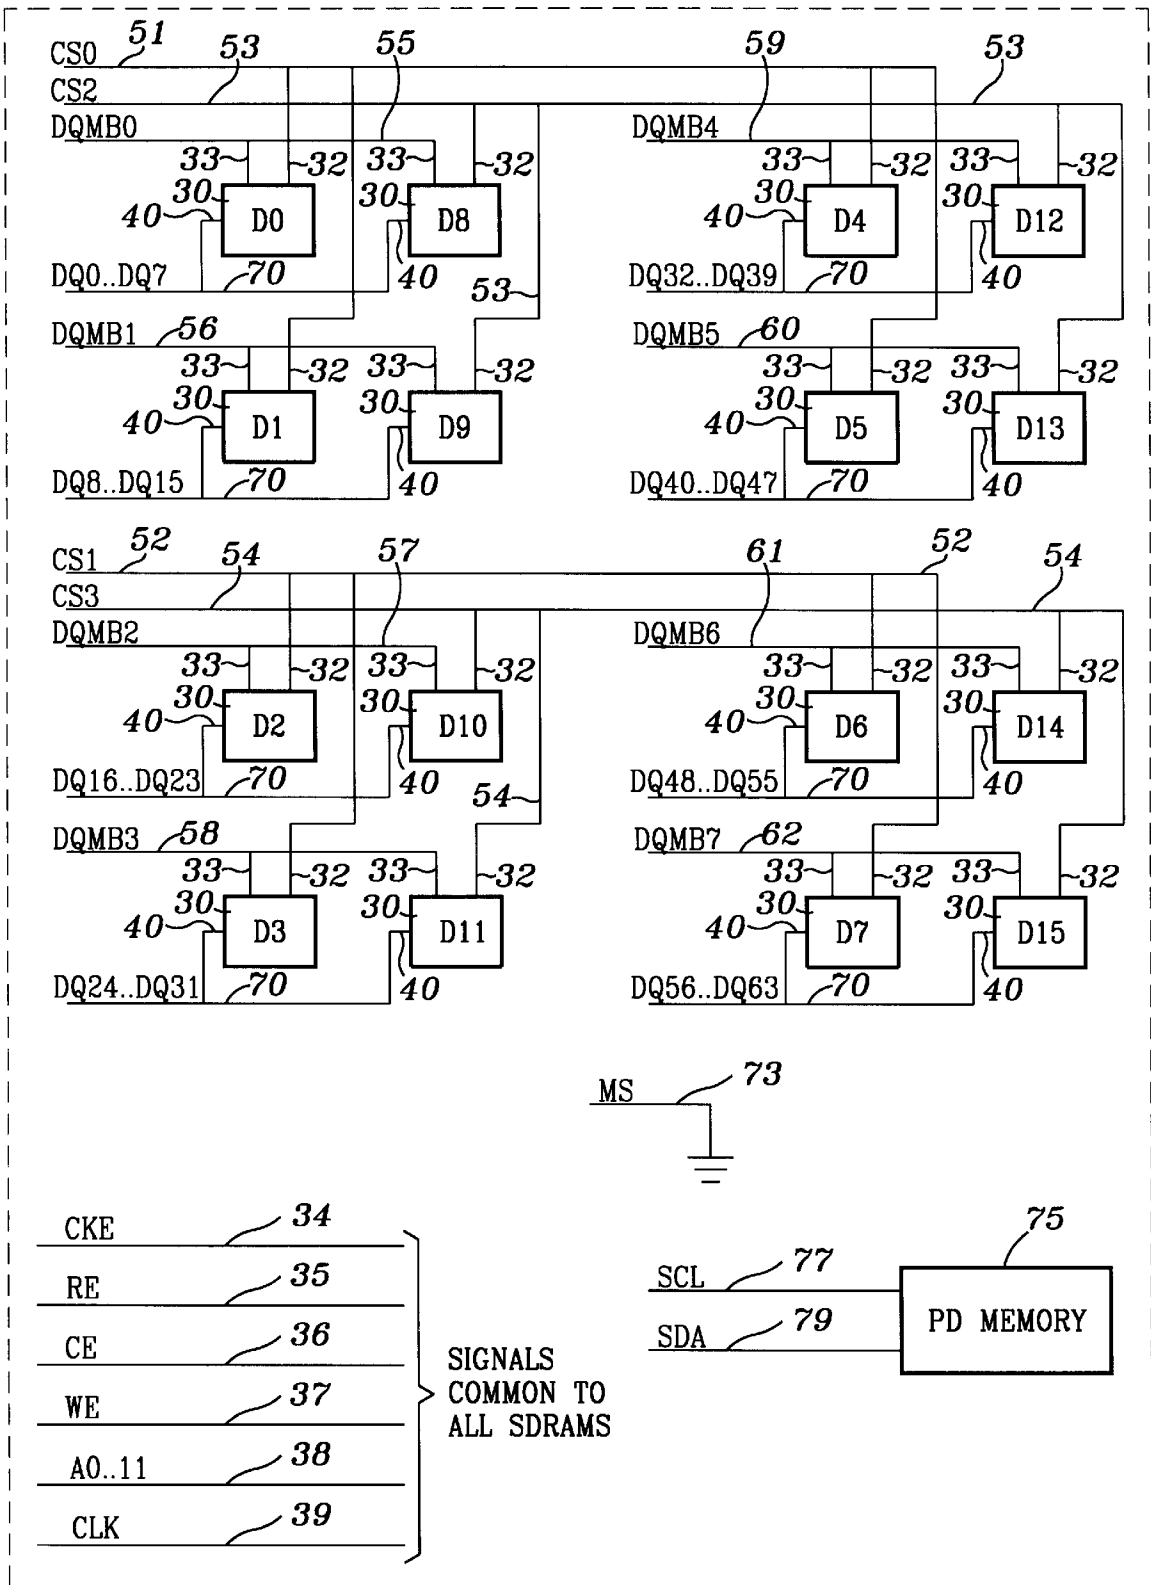 CS0 51 53 55 59 53
CS2
DQMB0 DQMB4
33 32 33 32 33 32 33 32
30 30 30 30
40 D0 D8 40 D4 D12
DQ0..DQ7 70 40 DQ32..DQ39 70 40
53
DQMB1 56 DQMB5 60
33 32 33 32 33 32 33 32
30 30 30 30
40 D1 D9 40 D5 D13
DQ8..DQ15 70 40 DQ40..DQ47 70 40
CS1 52 54 57 61 52 54
CS3
DQMB2 DQMB6
33 32 33 32 33 32 33 32
30 30 30 30
40 D2 D10 40 D6 D14
DQ16..DQ23 70 40 DQ48..DQ55 70 40
54
DQMB3 58 DQMB7 62
33 32 33 32 33 32 33 32
30 30 30 30
40 D3 D11 40 D7 D15
DQ24..DQ31 70 40 DQ56..DQ63 70 40
MS 73
CKE 34
RE 35
CE 36
WE 37
A0..11 38
CLK 39
SIGNALS
COMMON TO
ALL SDRAMS
75
SCL 77
SDA 79
PD MEMORY